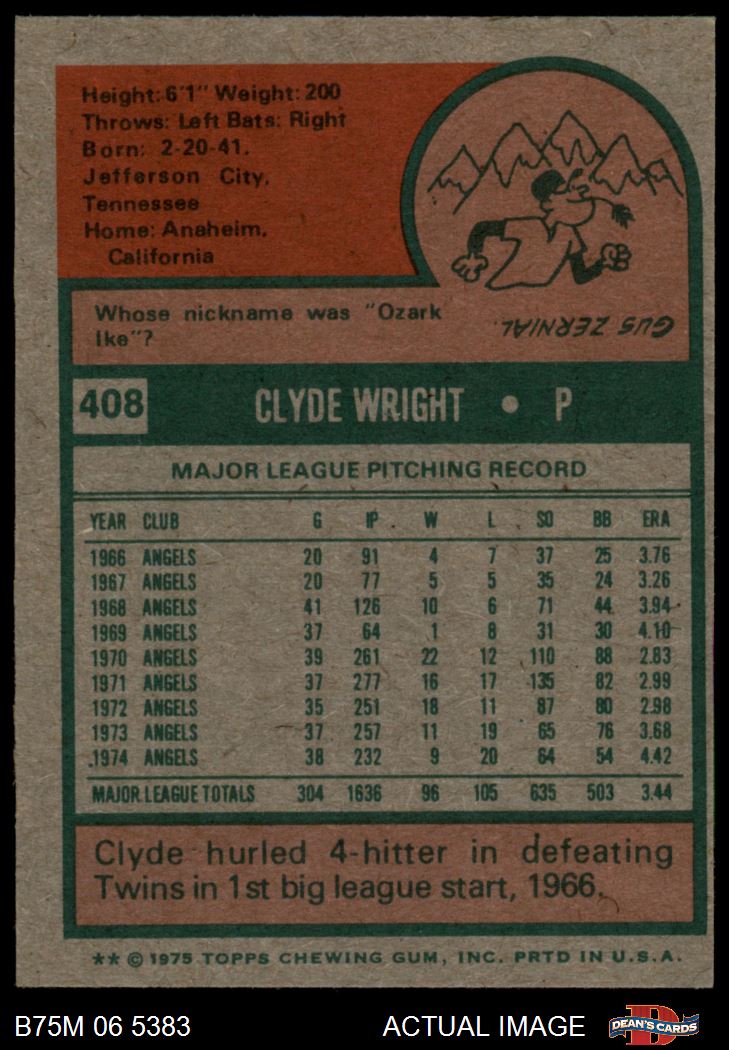 Height: 6'1" Weight: 200
Throws: Left Bats: Right
Born: 2-20-41.
Jefferson City,
Tennessee
Home: Anaheim,
California
Whose nickname was "Ozark
Ike"?
GUS ZERNIAL.
408 CLYDE WRIGHT • P
MAJOR LEAGUE PITCHING RECORD
YEAR CLUB G IP W L SO BB ERA
1966 ANGELS 20 91 4 7 37 25 3.76
1967 ANGELS 20 77 5 5 35 24 3.26
1968 ANGELS 41 126 10 6 71 44 3.94
1969 ANGELS 37 64 1 8 31 30 4.10
1970 ANGELS 39 261 22 12 110 88 2.83
1971 ANGELS 37 277 16 17 135 82 2.99
1972 ANGELS 35 251 18 11 87 80 2.98
1973 ANGELS 37 257 11 19 65 76 3.68
1974 ANGELS 38 232 9 20 64 54 4.42
MAJOR LEAGUE TOTALS 304 1636 96 105 635 503 3.44
Clyde hurled 4-hitter in defeating
Twins in 1st big league start, 1966.
** © 1975 TOPPS CHEWING GUM, INC. PRTD IN U.S.A.
B75M 06 5383 ACTUAL IMAGE D DEAN'S CARDS